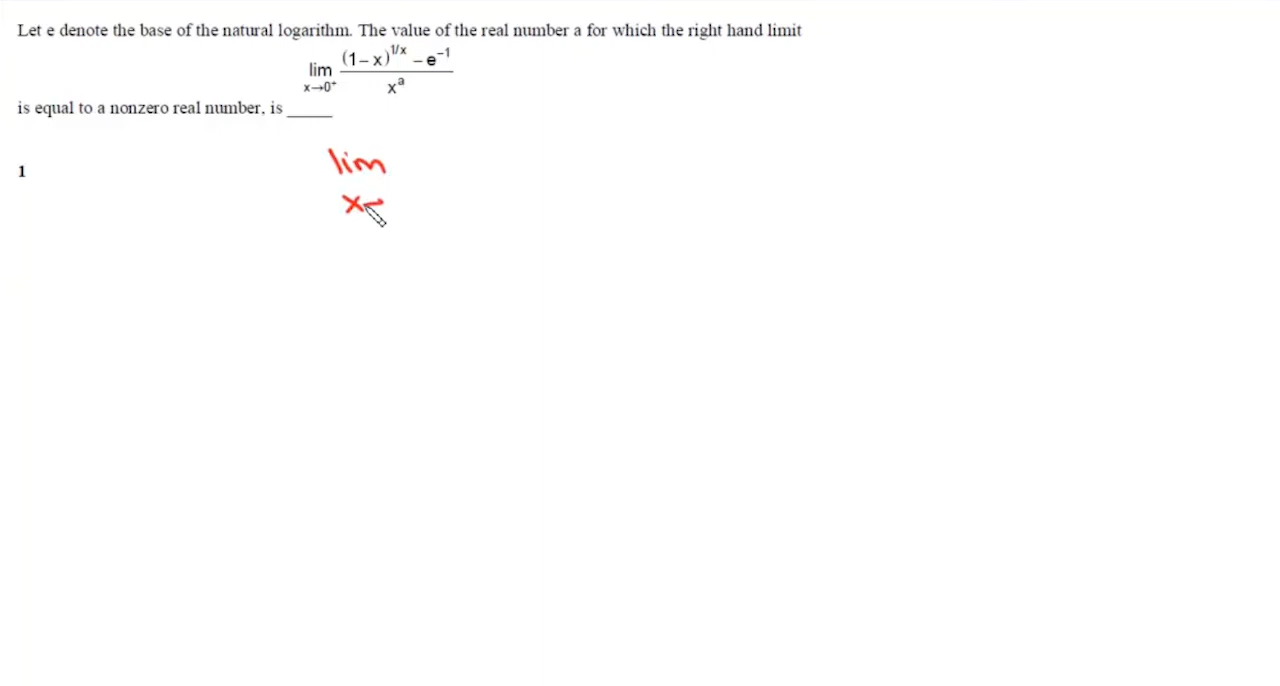 Let e denote the base of the natural logarithm. The value of the real number a for which the right hand limit
lim x→0⁺ ((1−x)^{1/x} − e^{−1}) / x^a
is equal to a nonzero real number, is _____
1
lim
x